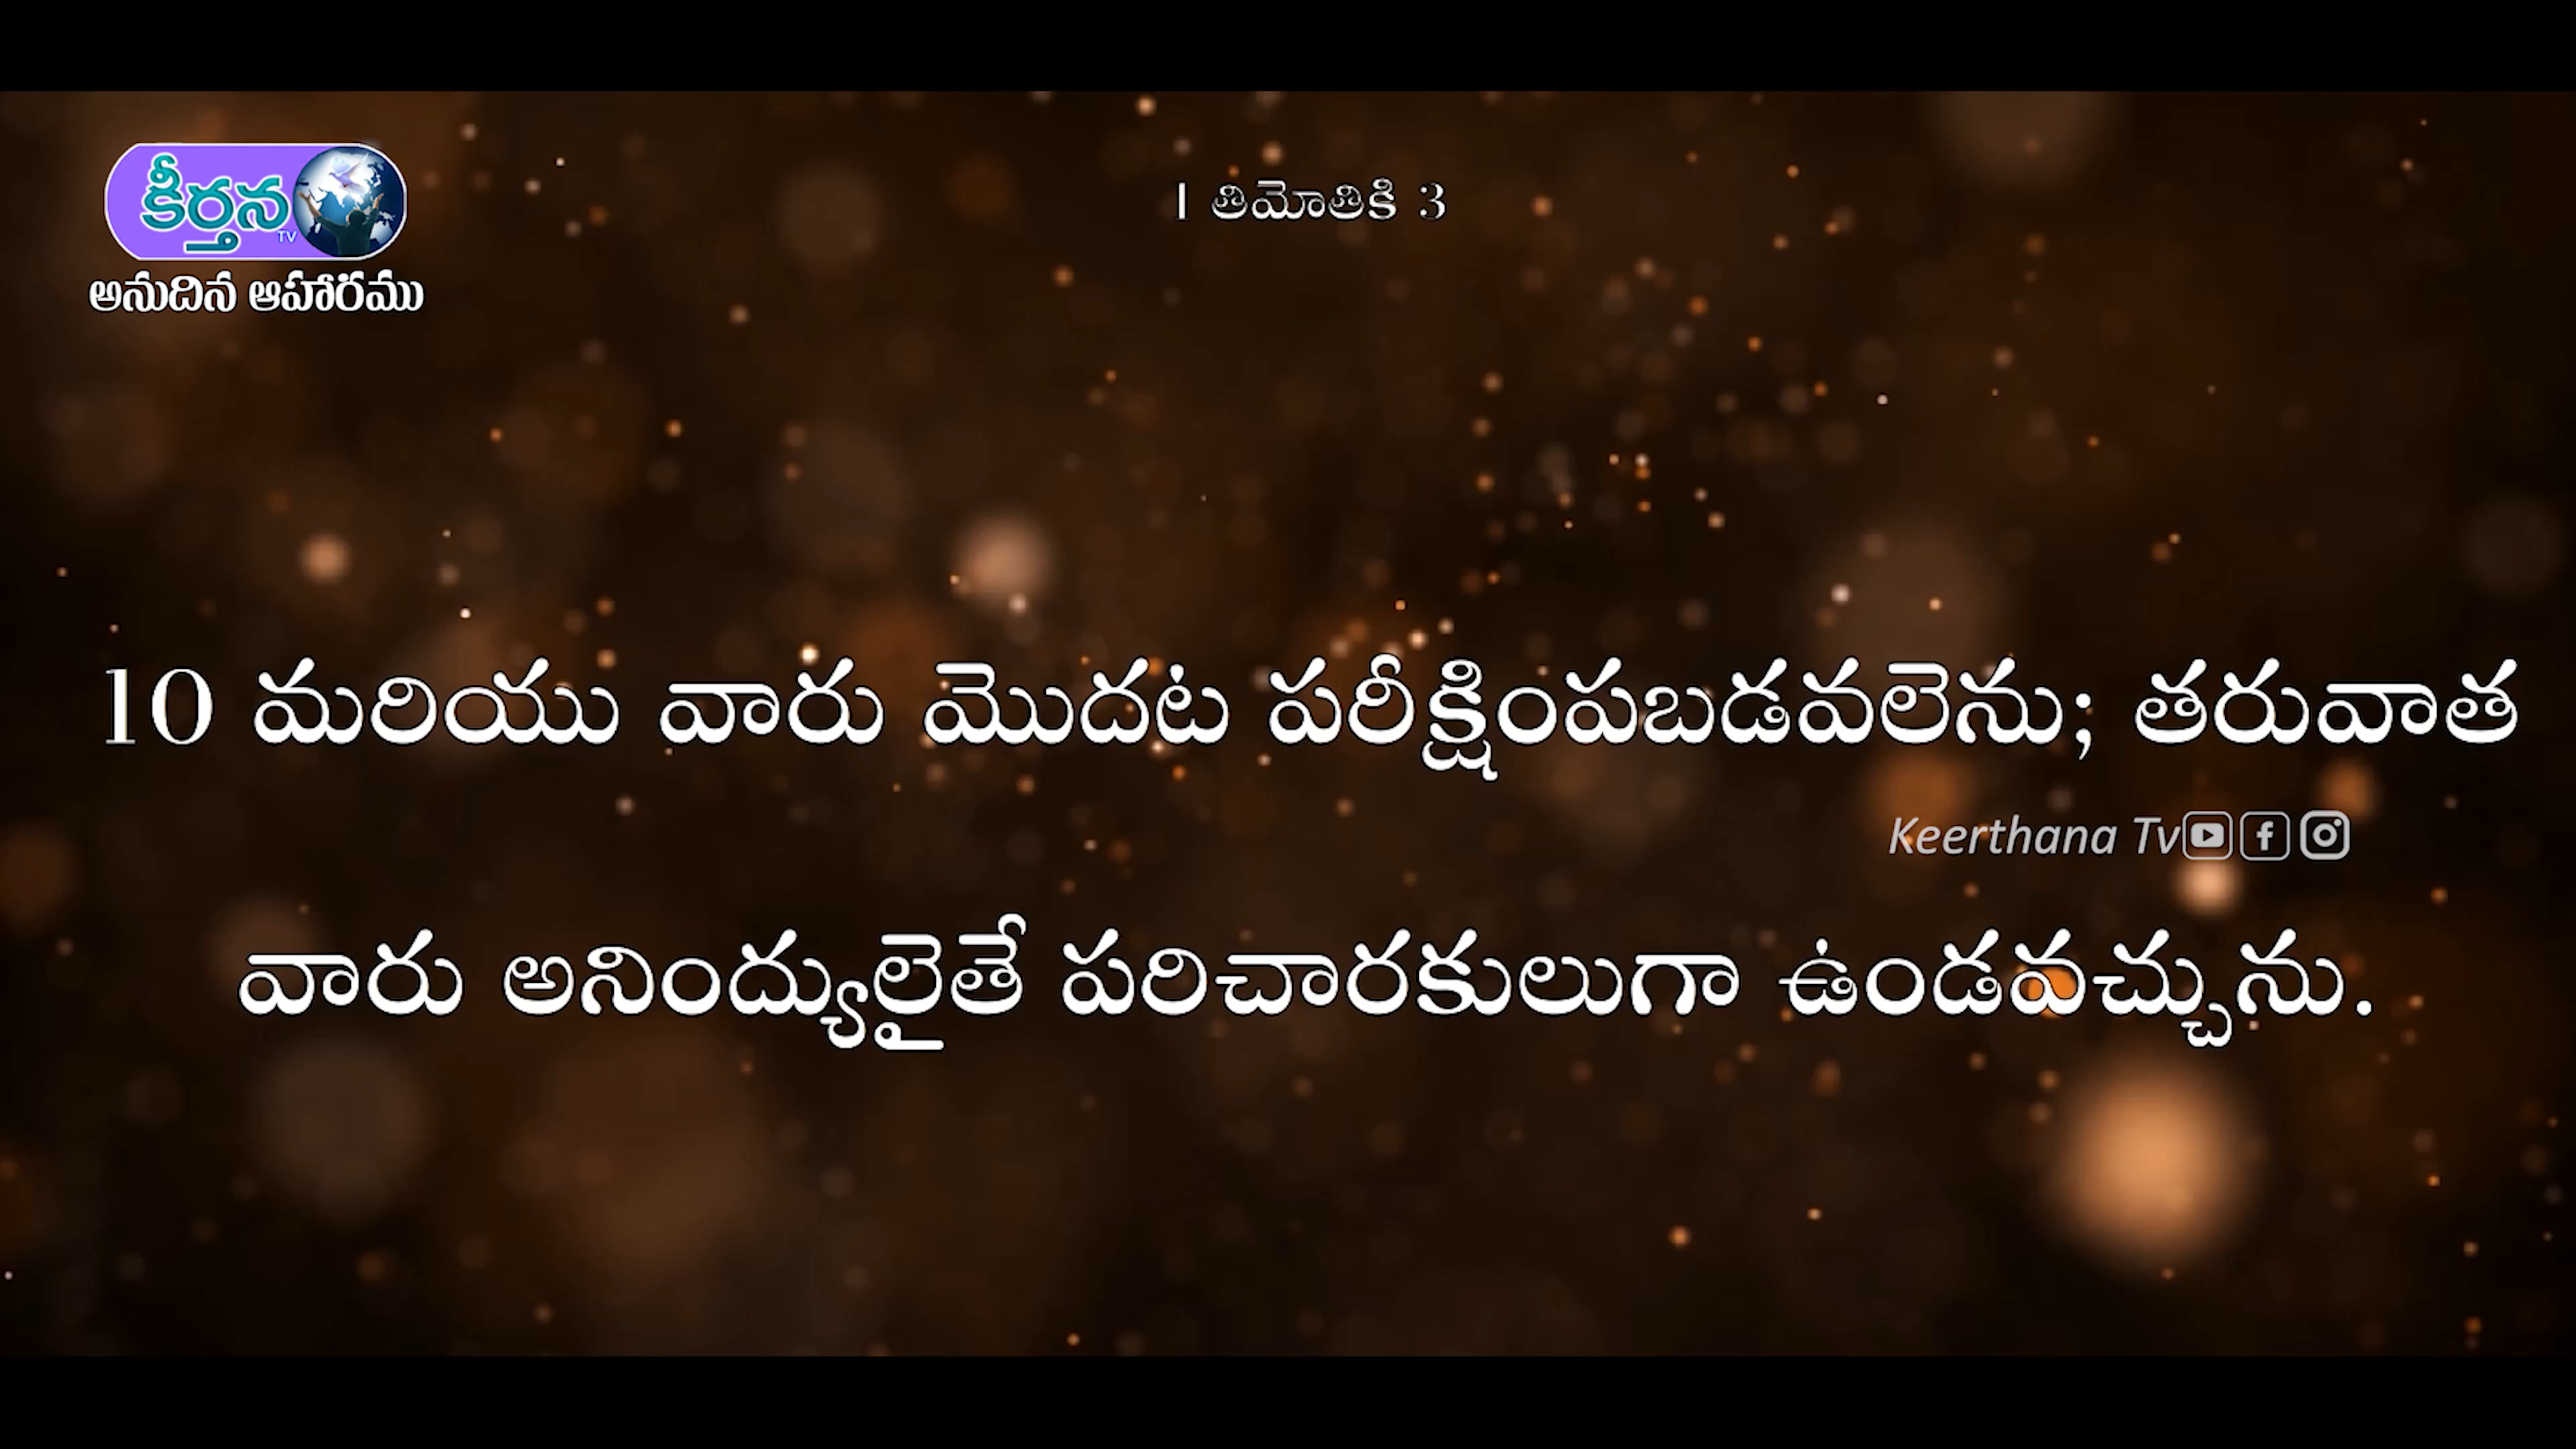 కీర్తన
TV
అనుదిన ఆహారము
I తిమోతికి 3
10 మరియు వారు మొదట పరీక్షింపబడవలెను; తరువాత
Keerthana Tv
వారు అనింద్యులైతే పరిచారకులుగా ఉండవచ్చును.